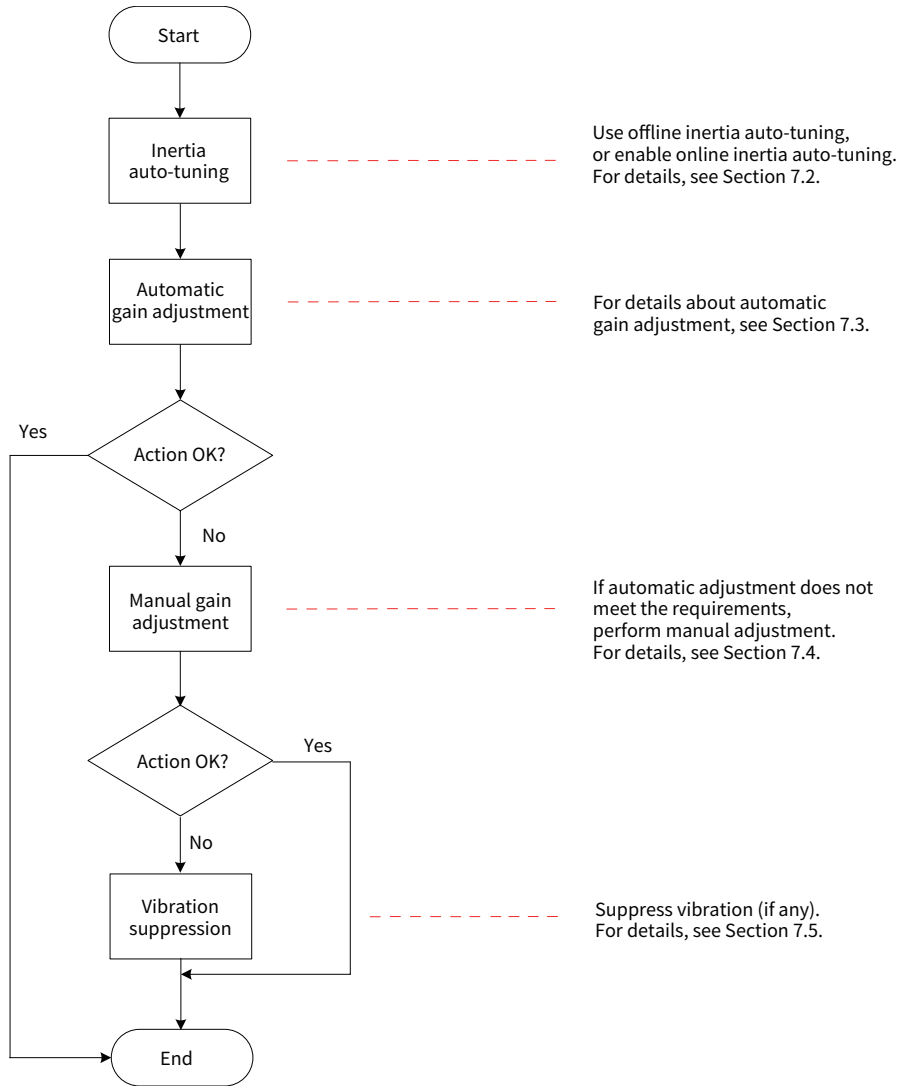 Start
Inertia
auto-tuning
Use offline inertia auto-tuning,
or enable online inertia auto-tuning.
For details, see Section 7.2.
Automatic
gain adjustment
For details about automatic
gain adjustment, see Section 7.3.
Yes
Action OK?
No
Manual gain
adjustment
If automatic adjustment does not
meet the requirements,
perform manual adjustment.
For details, see Section 7.4.
Action OK?
Yes
No
Vibration
suppression
Suppress vibration (if any).
For details, see Section 7.5.
End